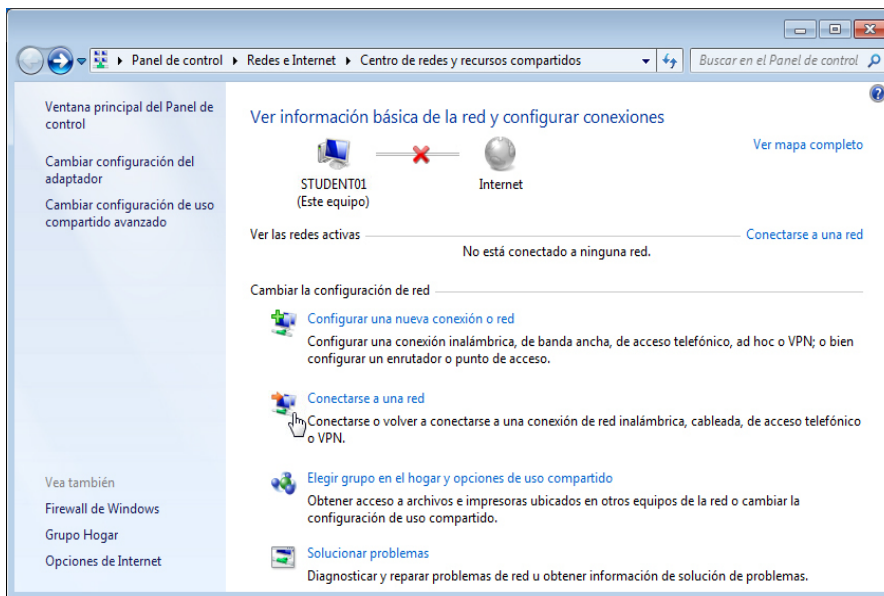 Panel de control
Redes e Internet
Centro de redes y recursos compartidos
Buscar en el Panel de control
Ventana principal del Panel de
control
Cambiar configuración del
adaptador
Cambiar configuración de uso
compartido avanzado
Vea también
Firewall de Windows
Grupo Hogar
Opciones de Internet
Ver información básica de la red y configurar conexiones
Ver mapa completo
STUDENT01
(Este equipo)
Internet
Ver las redes activas
Conectarse a una red
No está conectado a ninguna red.
Cambiar la configuración de red
Configurar una nueva conexión o red
Configurar una conexión inalámbrica, de banda ancha, de acceso telefónico, ad hoc o VPN; o bien
configurar un enrutador o punto de acceso.
Conectarse a una red
Conectarse o volver a conectarse a una conexión de red inalámbrica, cableada, de acceso telefónico
o VPN.
Elegir grupo en el hogar y opciones de uso compartido
Obtener acceso a archivos e impresoras ubicados en otros equipos de la red o cambiar la
configuración de uso compartido.
Solucionar problemas
Diagnosticar y reparar problemas de red u obtener información de solución de problemas.